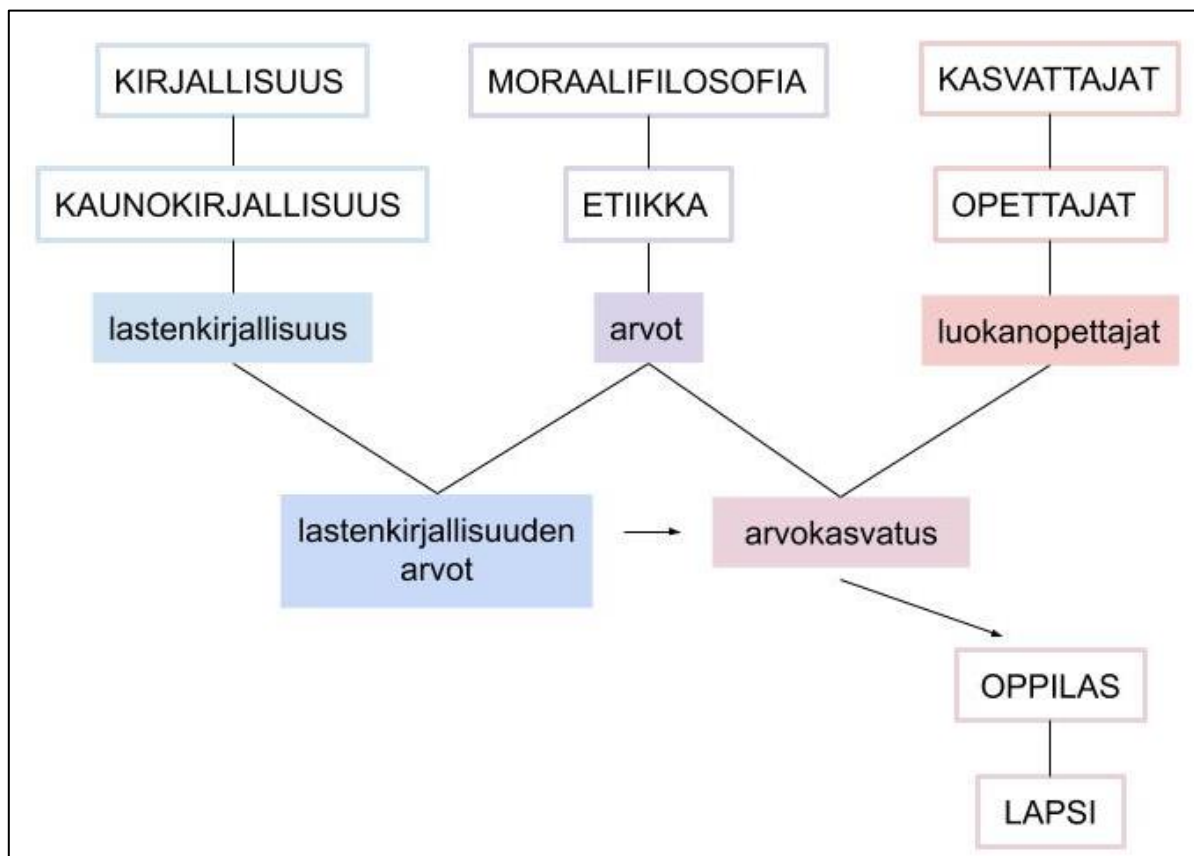 KIRJALLISUUS
MORAALIFILOSOFIA
KASVATTAJAT
KAUNOKIRJALLISUUS
ETIIKKA
OPETTAJAT
lastenkirjallisuus
arvot
luokanopettajat
lastenkirjallisuuden
arvot
arvokasvatus
OPPILAS
LAPSI